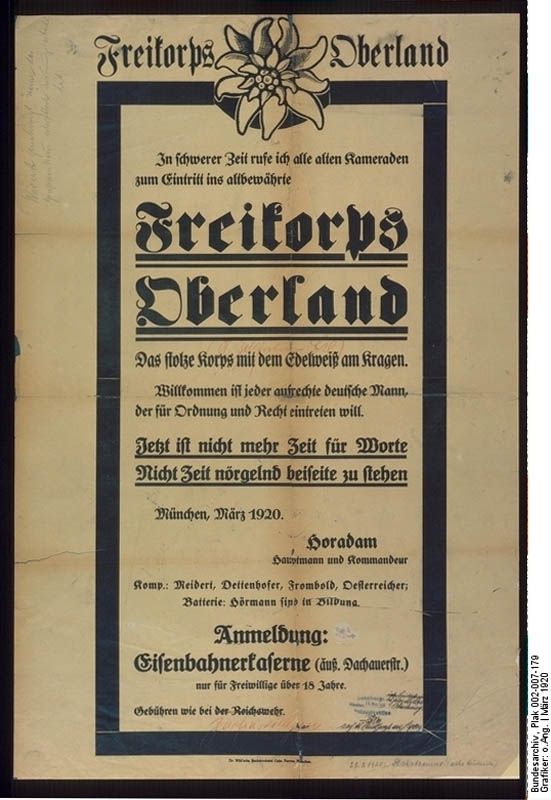 Freikorps Oberland
In schwerer Zeit rufe ich alle alten Kameraden
zum Eintritt ins altbewährte
Freikorps
Oberland
Das stolze Korps mit dem Edelweiß am Kragen.
Willkommen ist jeder aufrechte deutsche Mann,
der für Ordnung und Recht eintreten will.
Jetzt ist nicht mehr Zeit für Worte
Nicht Zeit nörgelnd beiseite zu stehen
München, März 1920.
Horadam
Hauptmann und Kommandeur
Komp.: Meidert, Dettenhofer, Frombold, Oesterreicher;
Batterie: Hörmann sind in Bildung
Anmeldung:
Eisenbahnerkaserne (äuß. Dachauerstr.)
nur für Freiwillige über 18 Jahre.
Gebühren wie bei der Reichswehr.
Bundesarchiv, Plak 002-007-179
Grafiker: o.Ang. | März 1920